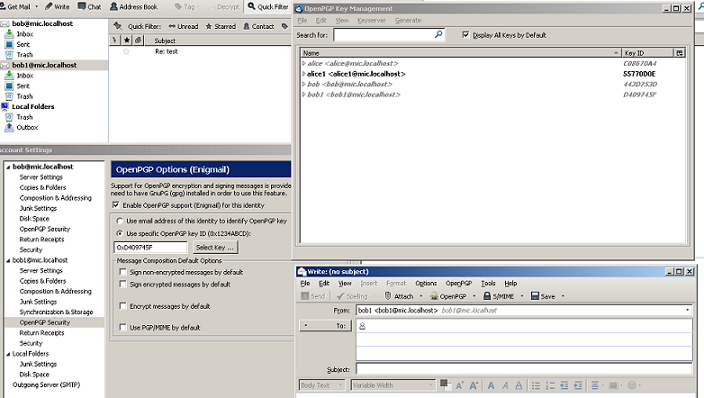 Get Mail Write Chat Address Book Tag Decrypt Quick Filter
bob@mic.localhost
Inbox
Sent
Trash
bob1@mic.localhost
Inbox
Sent
Trash
Local Folders
Trash
Outbox
Quick Filter: Unread Starred Contact
Subject
Re: test
OpenPGP Key Management
File Edit View Keyserver Generate
Search for: Display All Keys by Default
Name Key ID
alice <alice@mic.localhost>
alice1 <alice1@mic.localhost> 55770D0E
bob <bob@mic.localhost> 443D753D
bob1 <bob1@mic.localhost> D409745F
Account Settings
bob@mic.localhost
Server Settings
Copies & Folders
Composition & Addressing
Junk Settings
Disk Space
OpenPGP Security
Return Receipts
Security
bob1@mic.localhost
Server Settings
Copies & Folders
Composition & Addressing
Junk Settings
Synchronization & Storage
OpenPGP Security
Return Receipts
Security
Local Folders
Junk Settings
Disk Space
Outgoing Server (SMTP)
OpenPGP Options (Enigmail)
Support for OpenPGP encryption and signing messages is provide
need to have GnuPG (gpg) installed in order to use this feature.
Enable OpenPGP support (Enigmail) for this identity
Use email address of this identity to identify OpenPGP key
Use specific OpenPGP key ID (0x1234ABCD):
0xD409745F Select Key ...
Message Composition Default Options
Sign non-encrypted messages by default
Sign encrypted messages by default
Encrypt messages by default
Use PGP/MIME by default
Write: (no subject)
File Edit View Insert Format Options OpenPGP Tools Help
Send Spelling Attach OpenPGP S/MIME Save
From: bob1 <bob1@mic.localhost> bob1@mic.localhost
To:
Subject:
Body Text Variable Width